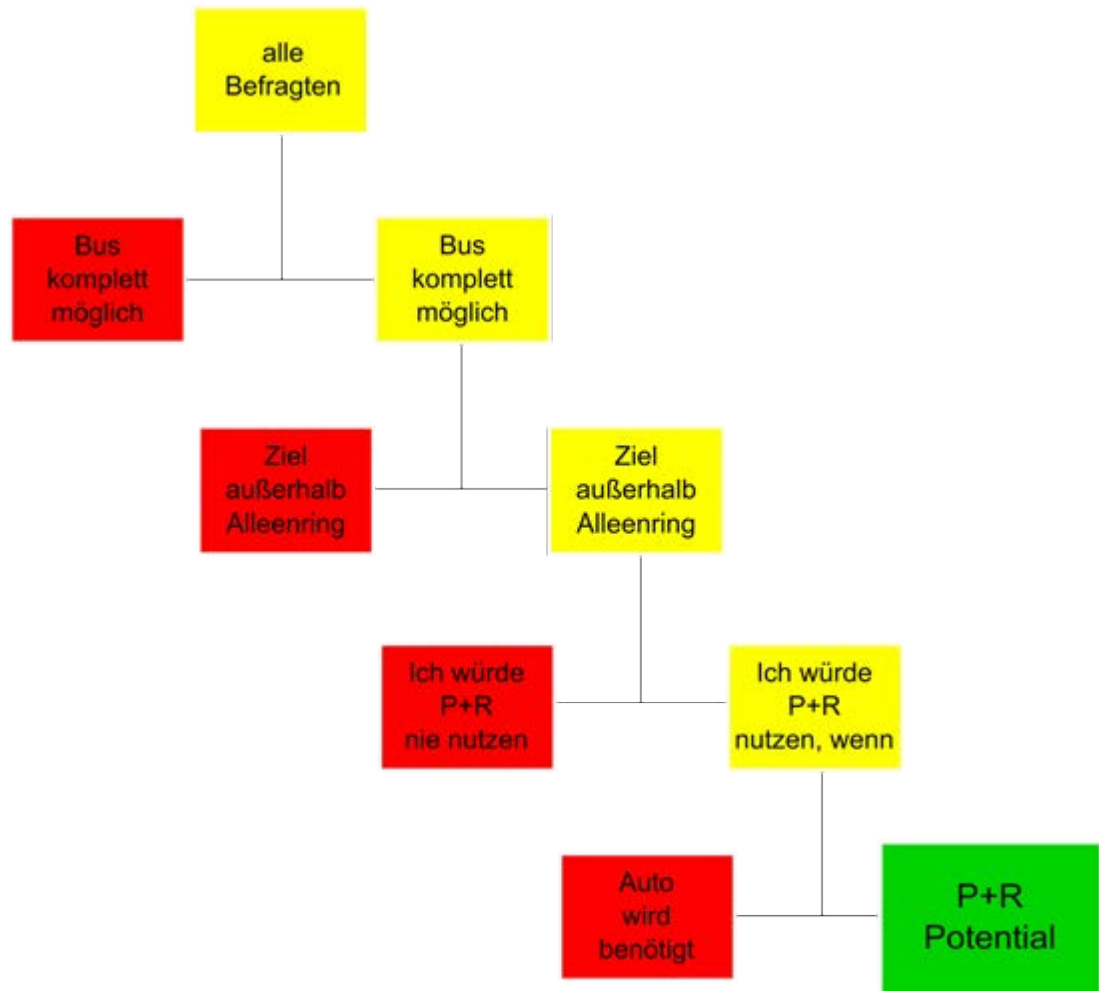 alle
Befragten
Bus
komplett
möglich
Bus
komplett
möglich
Ziel
außerhalb
Alleenring
Ziel
außerhalb
Alleenring
Ich würde
P+R
nie nutzen
Ich würde
P+R
nutzen, wenn
Auto
wird
benötigt
P+R
Potential